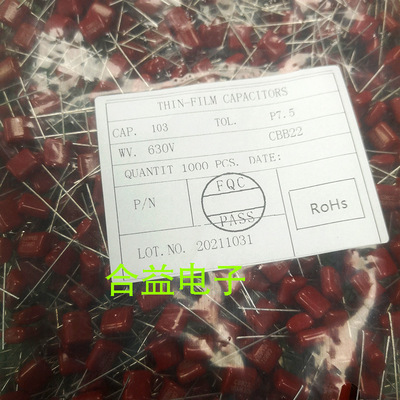 THIN-FILM CAPACITORS
CAP. 103 TOL. P7.5
WV. 630V CBB22
QUANTIT 1000 PCS. DATE:
P/N
FQC
PASS
RoHs
LOT.NO. 20211031
合益电子